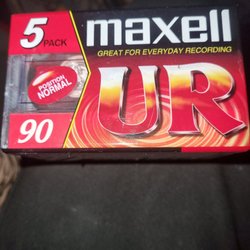 5 PACK
maxell
GREAT FOR EVERYDAY RECORDING
POSITION
NORMAL
UR
90